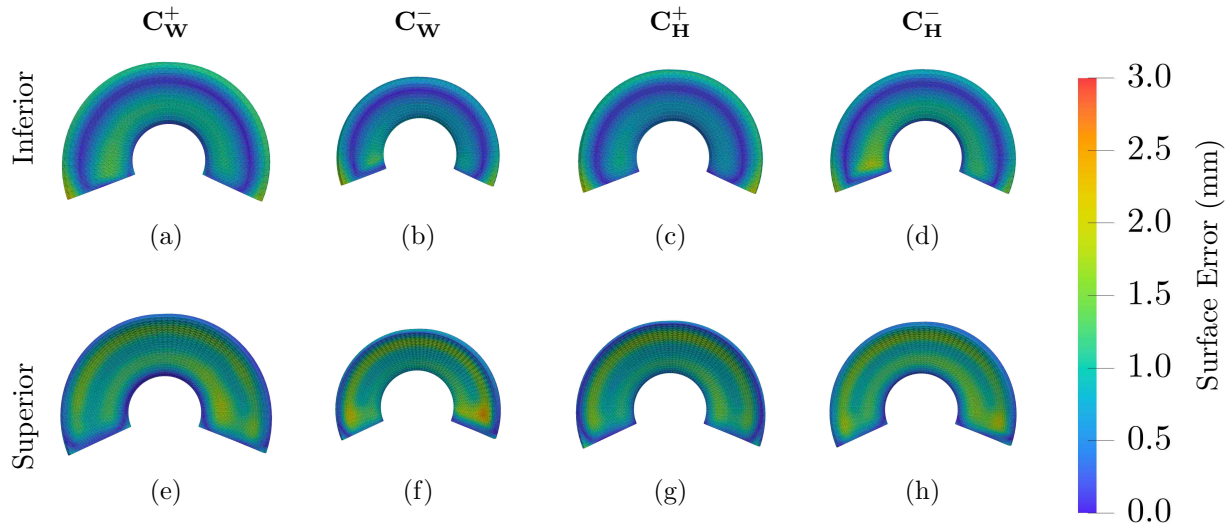 C_W^+ C_W^- C_H^+ C_H^-
Inferior
(a) (b) (c) (d)
Superior
(e) (f) (g) (h)
3.0
2.5
2.0
1.5
1.0
0.5
0.0
Surface Error (mm)